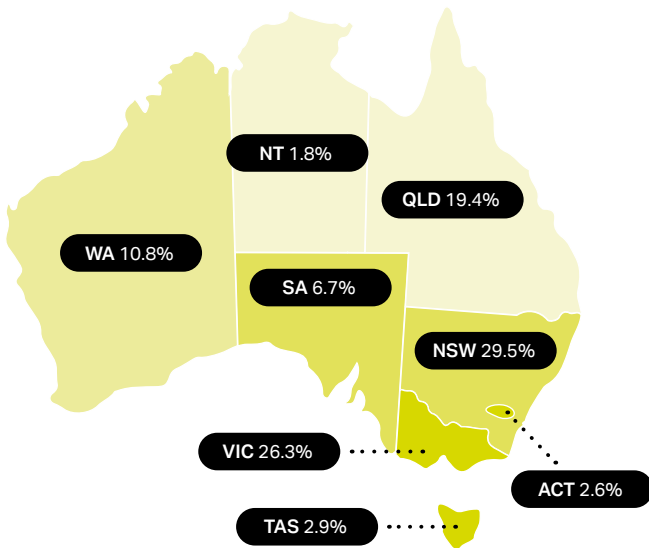 NT 1.8%
QLD 19.4%
WA 10.8%
SA 6.7%
NSW 29.5%
VIC 26.3%
ACT 2.6%
TAS 2.9%